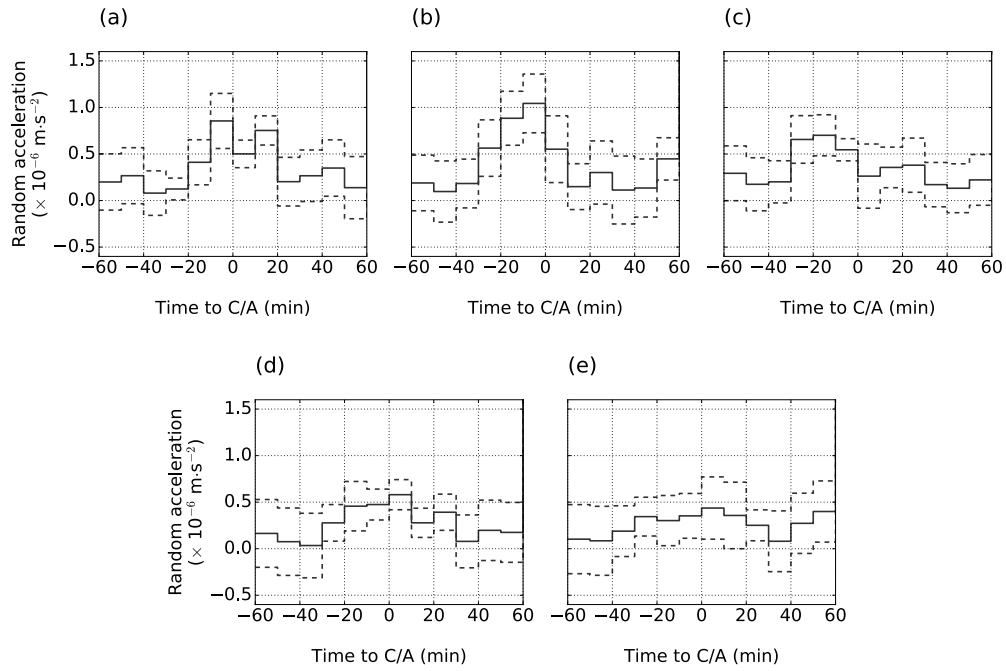 (a) (b) (c)
Random acceleration
(× 10⁻⁶ m·s⁻²)
1.5
1.0
0.5
0.0
−0.5
−60 −40 −20 0 20 40 60 −60 −40 −20 0 20 40 60 −60 −40 −20 0 20 40 60
Time to C/A (min) Time to C/A (min) Time to C/A (min)
(d) (e)
Random acceleration
(× 10⁻⁶ m·s⁻²)
1.5
1.0
0.5
0.0
−0.5
−60 −40 −20 0 20 40 60 −60 −40 −20 0 20 40 60
Time to C/A (min) Time to C/A (min)